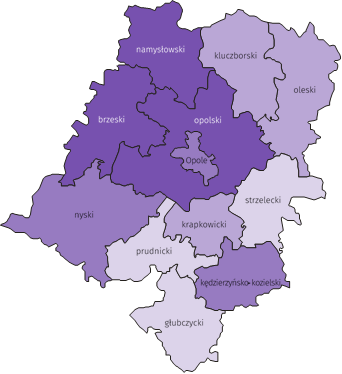 namysłowski
kluczborski
oleski
brzeski
opolski
Opole
strzelecki
nyski
krapkowicki
prudnicki
kędzierzyńsko-kozielski
głubczycki